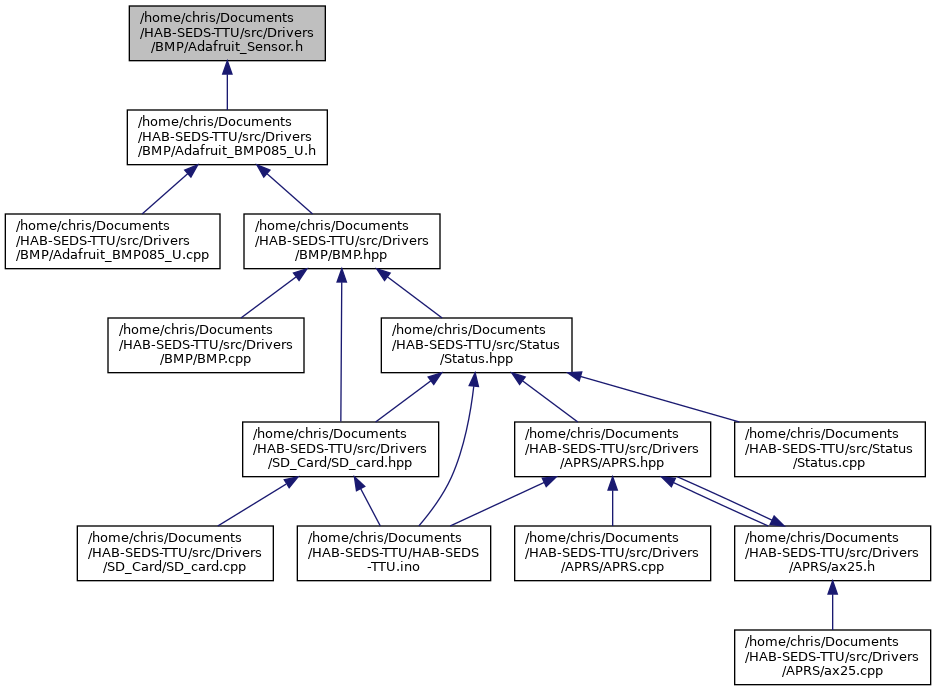 /home/chris/Documents
/HAB-SEDS-TTU/src/Drivers
/BMP/Adafruit_Sensor.h
/home/chris/Documents
/HAB-SEDS-TTU/src/Drivers
/BMP/Adafruit_BMP085_U.h
/home/chris/Documents
/HAB-SEDS-TTU/src/Drivers
/BMP/Adafruit_BMP085_U.cpp
/home/chris/Documents
/HAB-SEDS-TTU/src/Drivers
/BMP/BMP.hpp
/home/chris/Documents
/HAB-SEDS-TTU/src/Drivers
/BMP/BMP.cpp
/home/chris/Documents
/HAB-SEDS-TTU/src/Status
/Status.hpp
/home/chris/Documents
/HAB-SEDS-TTU/src/Drivers
/SD_Card/SD_card.hpp
/home/chris/Documents
/HAB-SEDS-TTU/src/Drivers
/APRS/APRS.hpp
/home/chris/Documents
/HAB-SEDS-TTU/src/Status
/Status.cpp
/home/chris/Documents
/HAB-SEDS-TTU/src/Drivers
/SD_Card/SD_card.cpp
/home/chris/Documents
/HAB-SEDS-TTU/HAB-SEDS
-TTU.ino
/home/chris/Documents
/HAB-SEDS-TTU/src/Drivers
/APRS/APRS.cpp
/home/chris/Documents
/HAB-SEDS-TTU/src/Drivers
/APRS/ax25.h
/home/chris/Documents
/HAB-SEDS-TTU/src/Drivers
/APRS/ax25.cpp